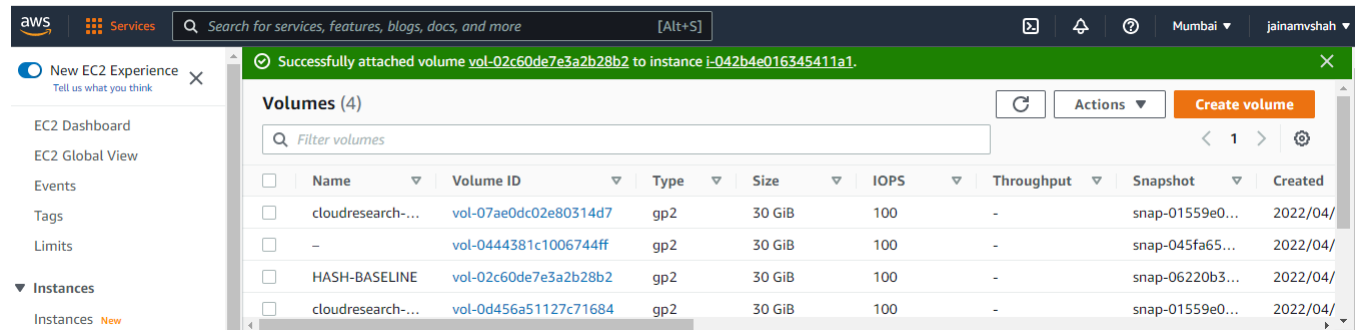 aws Services Search for services, features, blogs, docs, and more [Alt+S] Mumbai jainamvshah
New EC2 Experience
Tell us what you think
EC2 Dashboard
EC2 Global View
Events
Tags
Limits
Instances
Instances New
Successfully attached volume vol-02c60de7e3a2b28b2 to instance i-042b4e016345411a1.
Volumes (4) Actions Create volume
Filter volumes 1
Name Volume ID Type Size IOPS Throughput Snapshot Created
cloudresearch-... vol-07ae0dc02e80314d7 gp2 30 GiB 100 - snap-01559e0... 2022/04/
– vol-0444381c1006744ff gp2 30 GiB 100 - snap-045fa65... 2022/04/
HASH-BASELINE vol-02c60de7e3a2b28b2 gp2 30 GiB 100 - snap-06220b3... 2022/04/
cloudresearch-... vol-0d456a51127c71684 gp2 30 GiB 100 - snap-01559e0... 2022/04/